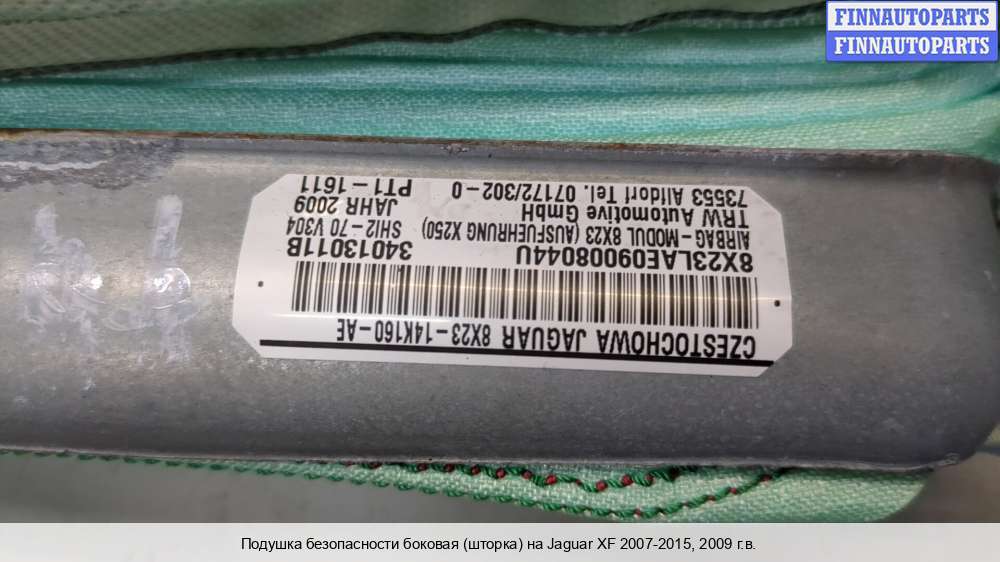 FINNAUTOPARTS
FINNAUTOPARTS
CZESTOCHOWA JAGUAR 8X23-14K160-AE
8X23LAE09008044U 34013011B
AIRBAG-MODUL 8X23 (AUSFUEHRUNG X250) SHI2-70 V304
TRW Automotive GmbH JAHR 2009
73553 Alfdorf Tel. 07172/302-0 PT1-1611
Подушка безопасности боковая (шторка) на Jaguar XF 2007-2015, 2009 г.в.